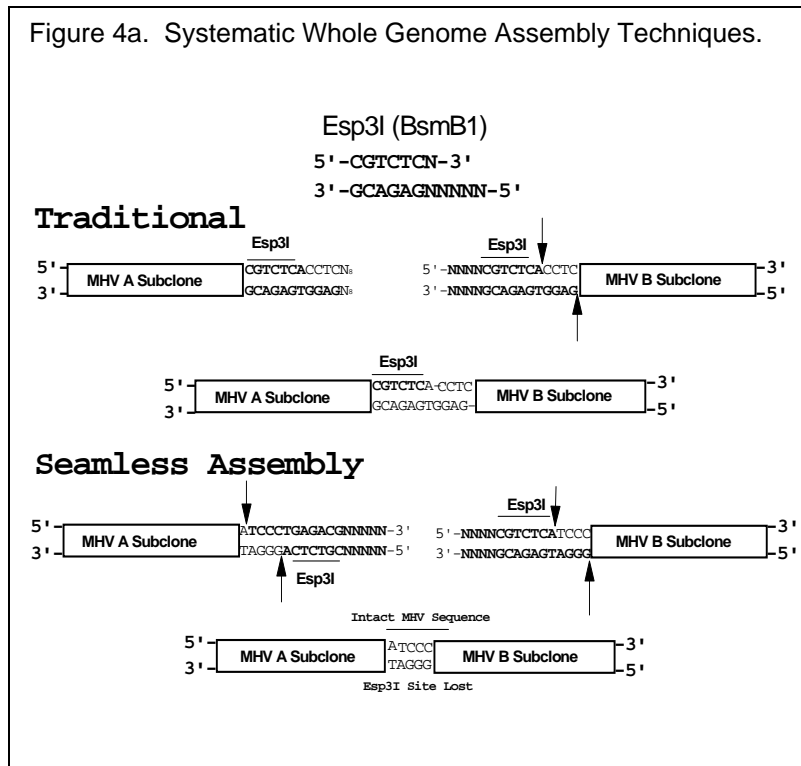 Figure 4a. Systematic Whole Genome Assembly Techniques.
Esp3I (BsmB1)
5'-CGTCTCN-3'
3'-GCAGAGNNNNN-5'
Traditional
Esp3I Esp3I
5'- MHV A Subclone CGTCTCACCTCN8 5'-NNNNCGTCTCACCTC MHV B Subclone -3'
3'- GCAGAGTGGAGN8 3'-NNNNGCAGAGTGGAG -5'
Esp3I
5'- MHV A Subclone CGTCTCA-CCTC MHV B Subclone -3'
3'- GCAGAGTGGAG- -5'
Seamless Assembly
Esp3I
5'- MHV A Subclone ATCCCTGAGACGNNNNN-3' 5'-NNNNCGTCTCATCCC MHV B Subclone -3'
3'- TAGGGACTCTGCNNNNN-5' 3'-NNNNGCAGAGTAGGG -5'
Esp3I
Intact MHV Sequence
5'- MHV A Subclone ATCCC MHV B Subclone -3'
3'- TAGGG -5'
Esp3I Site Lost